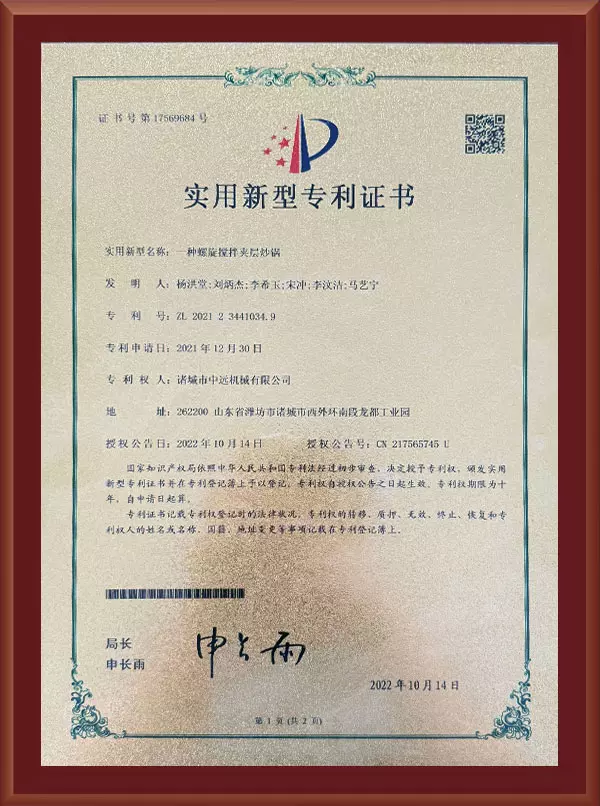 证书号第17569684号
实用新型专利证书
实用新型名称：一种螺旋搅拌夹层炒锅
发 明 人：杨洪堂;刘炳杰;李希玉;宋冲;李汶洁;马艺宁
专 利 号：ZL 2021 2 3441034.9
专利申请日：2021年12月30日
专 利 权 人：诸城市中远机械有限公司
地 址：262200 山东省潍坊市诸城市西外环南段龙都工业园
授权公告日：2022年10月14日 授权公告号：CN 217565745 U
国家知识产权局依照中华人民共和国专利法经过初步审查，决定授予专利权，颁发实用
新型专利证书并在专利登记簿上予以登记。专利权自授权公告之日起生效。专利权期限为十
年，自申请日起算。
专利证书记载专利权登记时的法律状况。专利权的转移、质押、无效、终止、恢复和专
利权人的姓名或名称、国籍、地址变更等事项记载在专利登记簿上。
局长
申长雨
申长雨
2022年10月14日
第 1 页 (共 2 页)